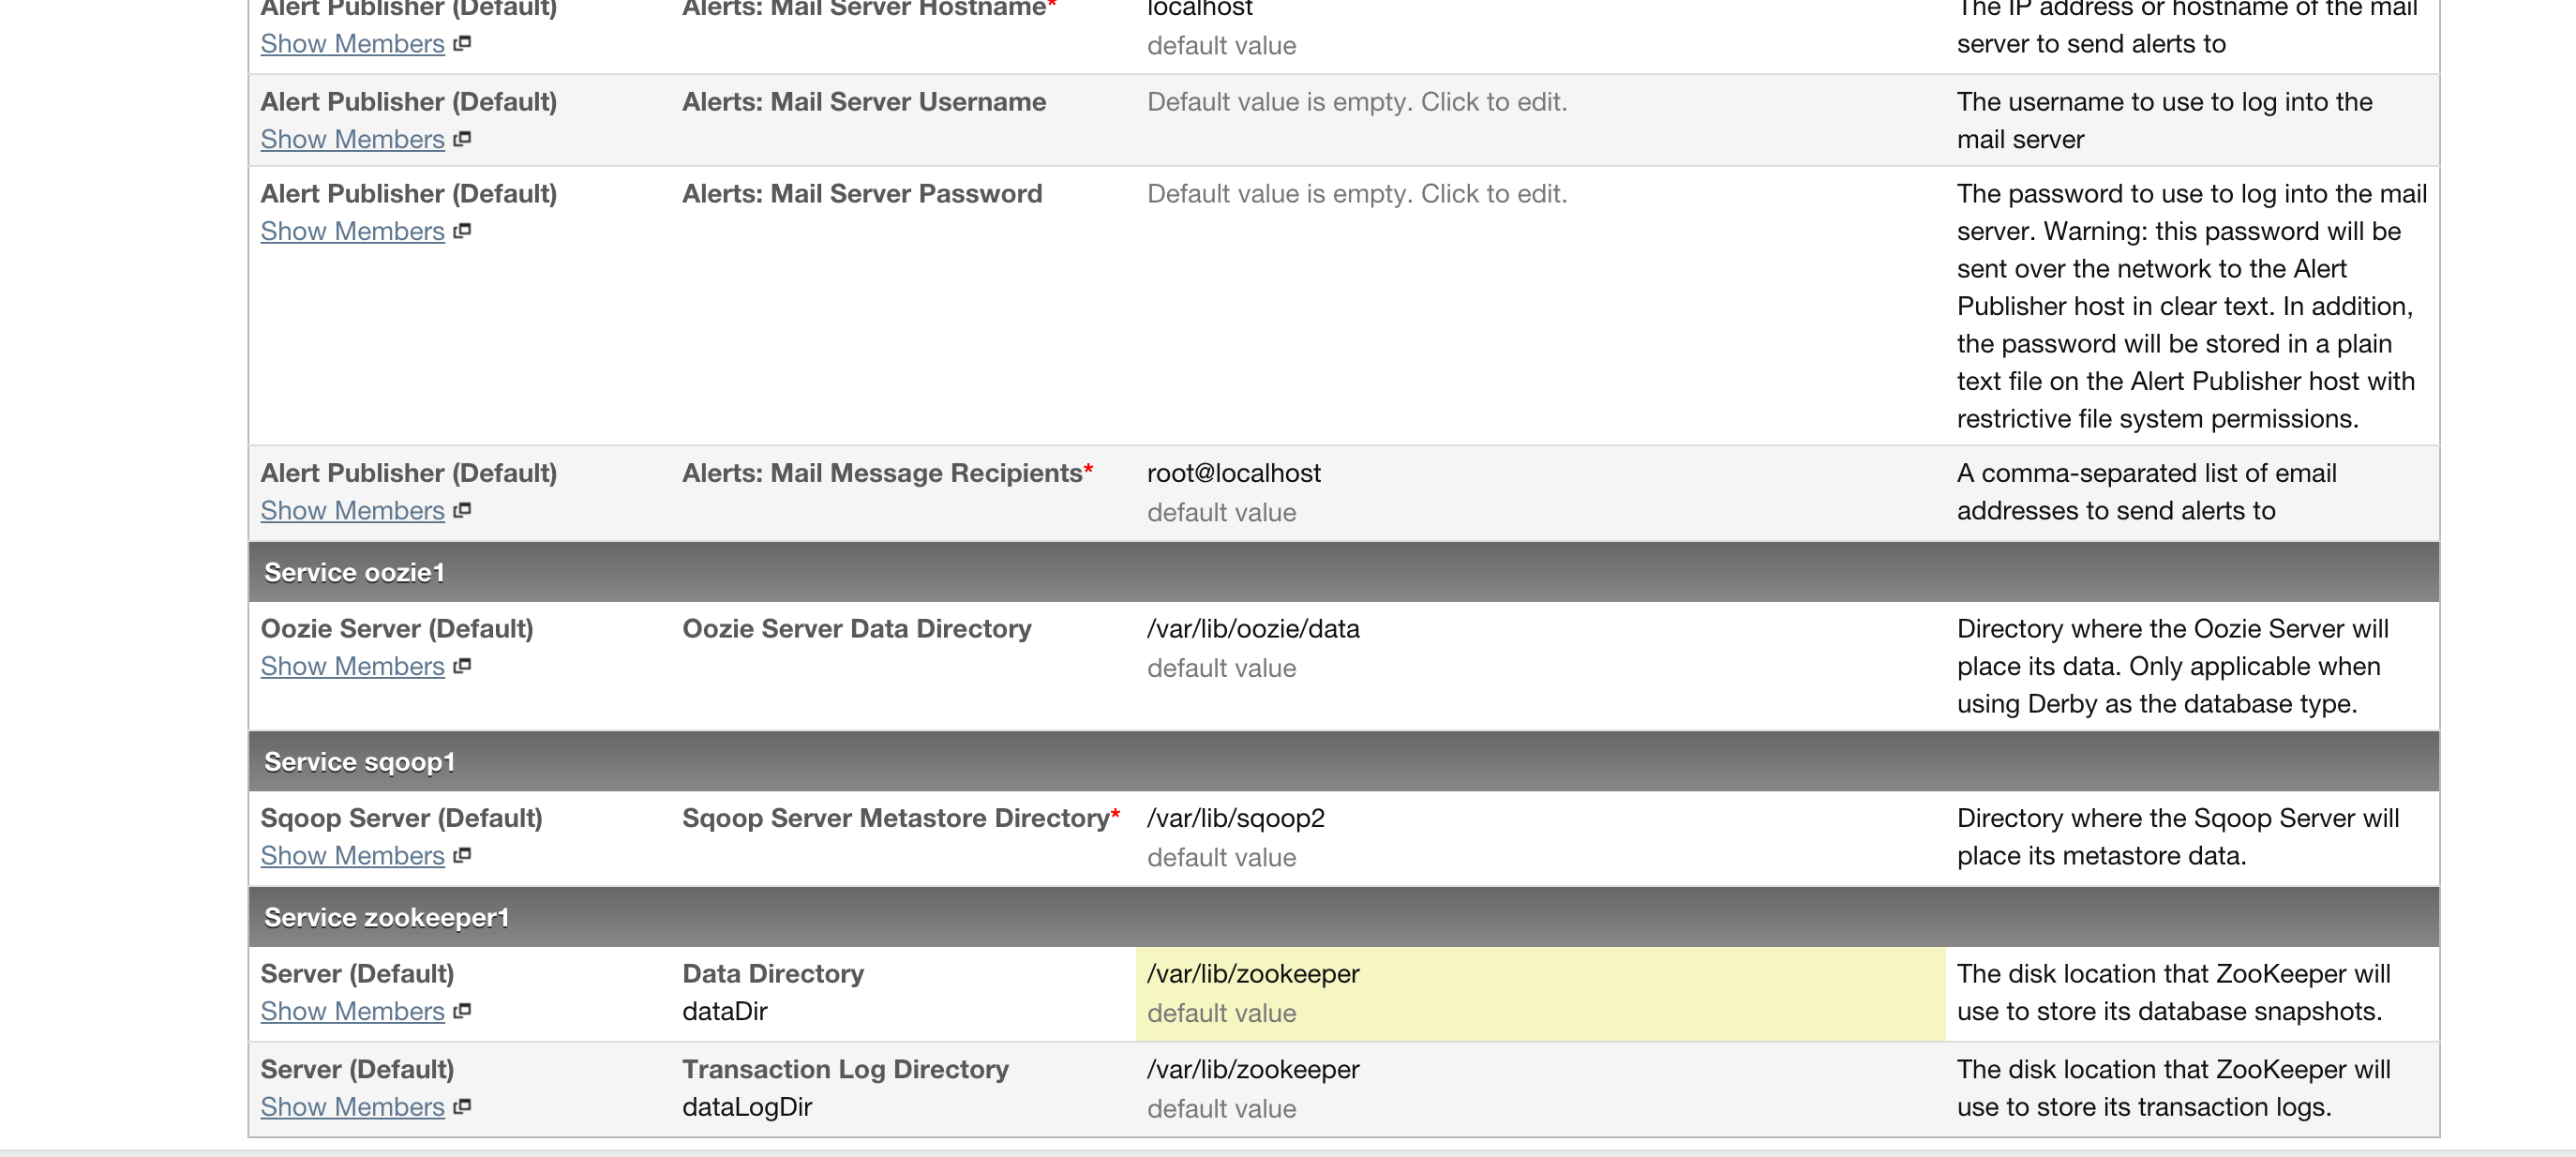 Alert Publisher (Default)
Alerts: Mail Server Hostname*
localhost
The IP address or hostname of the mail
Show Members
default value
server to send alerts to
Alert Publisher (Default)
Alerts: Mail Server Username
Default value is empty. Click to edit.
The username to use to log into the
Show Members
mail server
Alert Publisher (Default)
Alerts: Mail Server Password
Default value is empty. Click to edit.
The password to use to log into the mail
Show Members
server. Warning: this password will be
sent over the network to the Alert
Publisher host in clear text. In addition,
the password will be stored in a plain
text file on the Alert Publisher host with
restrictive file system permissions.
Alert Publisher (Default)
Alerts: Mail Message Recipients*
root@localhost
A comma-separated list of email
Show Members
default value
addresses to send alerts to
Service oozie1
Oozie Server (Default)
Oozie Server Data Directory
/var/lib/oozie/data
Directory where the Oozie Server will
Show Members
default value
place its data. Only applicable when
using Derby as the database type.
Service sqoop1
Sqoop Server (Default)
Sqoop Server Metastore Directory*
/var/lib/sqoop2
Directory where the Sqoop Server will
Show Members
default value
place its metastore data.
Service zookeeper1
Server (Default)
Data Directory
/var/lib/zookeeper
The disk location that ZooKeeper will
Show Members
dataDir
default value
use to store its database snapshots.
Server (Default)
Transaction Log Directory
/var/lib/zookeeper
The disk location that ZooKeeper will
Show Members
dataLogDir
default value
use to store its transaction logs.